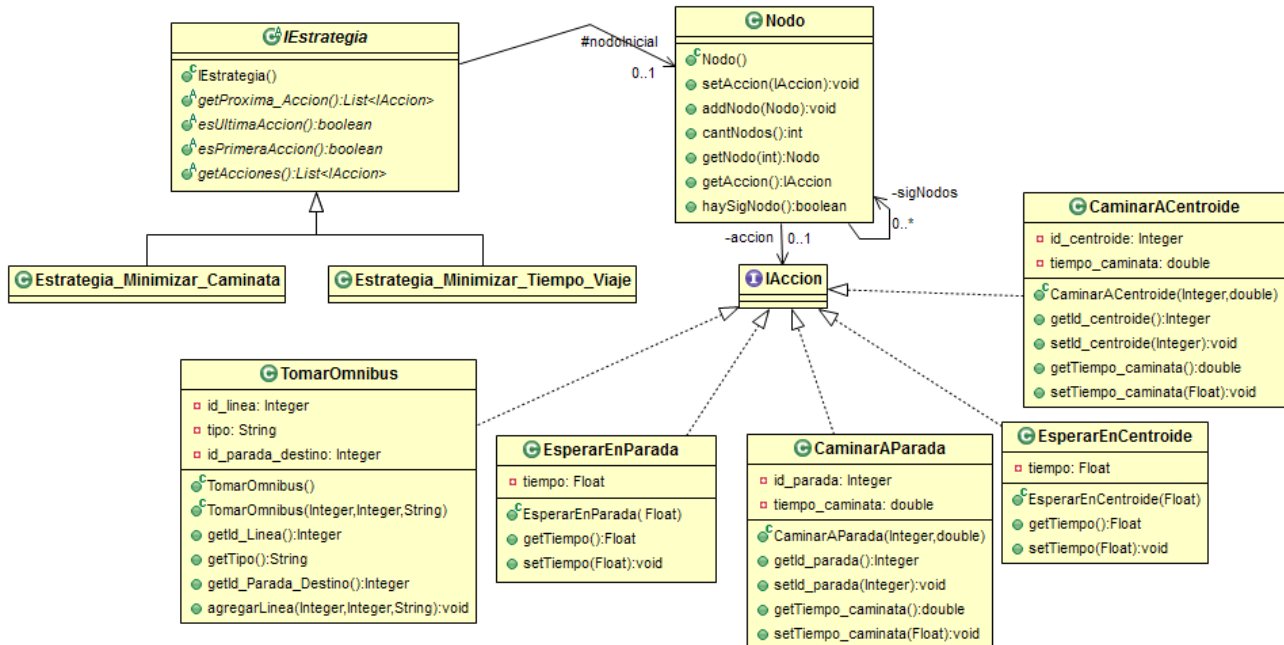 IEstrategia
IEstrategia()
getProxima_Accion():List<IAccion>
esUltimaAccion():boolean
esPrimeraAccion():boolean
getAcciones():List<IAccion>
#nodoInicial
0..1
Nodo
Nodo()
setAccion(IAccion):void
addNodo(Nodo):void
cantNodos():int
getNodo(int):Nodo
getAccion():IAccion
haySigNodo():boolean
-sigNodos
0..*
-accion
0..1
Estrategia_Minimizar_Caminata
Estrategia_Minimizar_Tiempo_Viaje
IAccion
CaminarACentroide
id_centroide: Integer
tiempo_caminata: double
CaminarACentroide(Integer,double)
getId_centroide():Integer
setId_centroide(Integer):void
getTiempo_caminata():double
setTiempo_caminata(Float):void
TomarOmnibus
id_linea: Integer
tipo: String
id_parada_destino: Integer
TomarOmnibus()
TomarOmnibus(Integer,Integer,String)
getId_Linea():Integer
getTipo():String
getId_Parada_Destino():Integer
agregarLinea(Integer,Integer,String):void
EsperarEnParada
tiempo: Float
EsperarEnParada( Float)
getTiempo():Float
setTiempo(Float):void
CaminarAParada
id_parada: Integer
tiempo_caminata: double
CaminarAParada(Integer,double)
getId_parada():Integer
setId_parada(Integer):void
getTiempo_caminata():double
setTiempo_caminata(Float):void
EsperarEnCentroide
tiempo: Float
EsperarEnCentroide(Float)
getTiempo():Float
setTiempo(Float):void